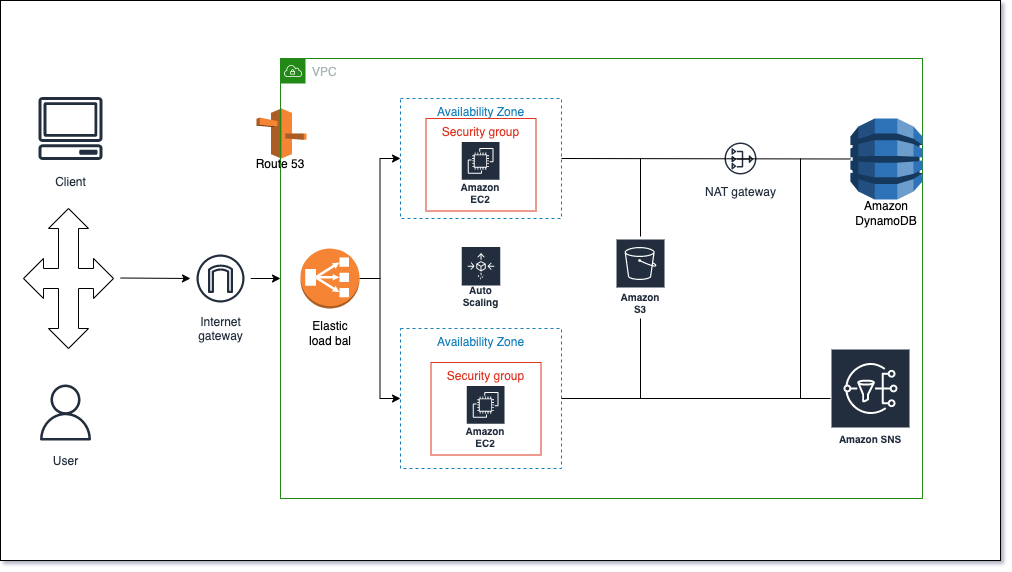 VPC
Availability Zone
Security group
Amazon
EC2
Client
Route 53
NAT gateway
Amazon
DynamoDB
Auto
Scaling
Amazon
S3
Internet
gateway
Elastic
load bal
Availability Zone
Security group
Amazon
EC2
Amazon SNS
User